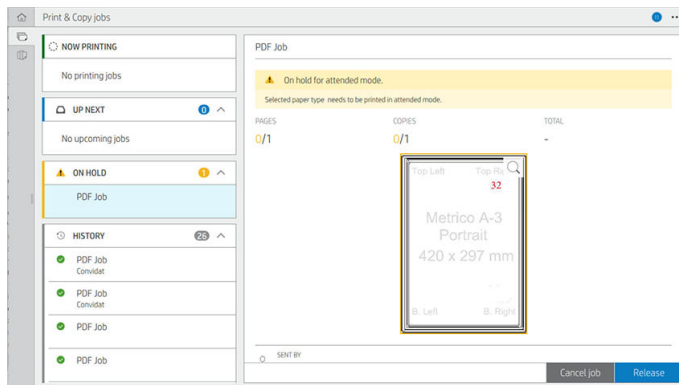 Print & Copy jobs
NOW PRINTING
No printing jobs
UP NEXT
0
No upcoming jobs
ON HOLD
1
PDF Job
HISTORY
26
PDF Job
Convidat
PDF Job
Convidat
PDF Job
PDF Job
PDF Job
On hold for attended mode.
Selected paper type needs to be printed in attended mode.
PAGES
COPIES
TOTAL
0/1
0/1
-
Top Left
32
Metrico A-3
Portrait
420 x 297 mm
B. Left
B. Right
SENT BY
Cancel job
Release